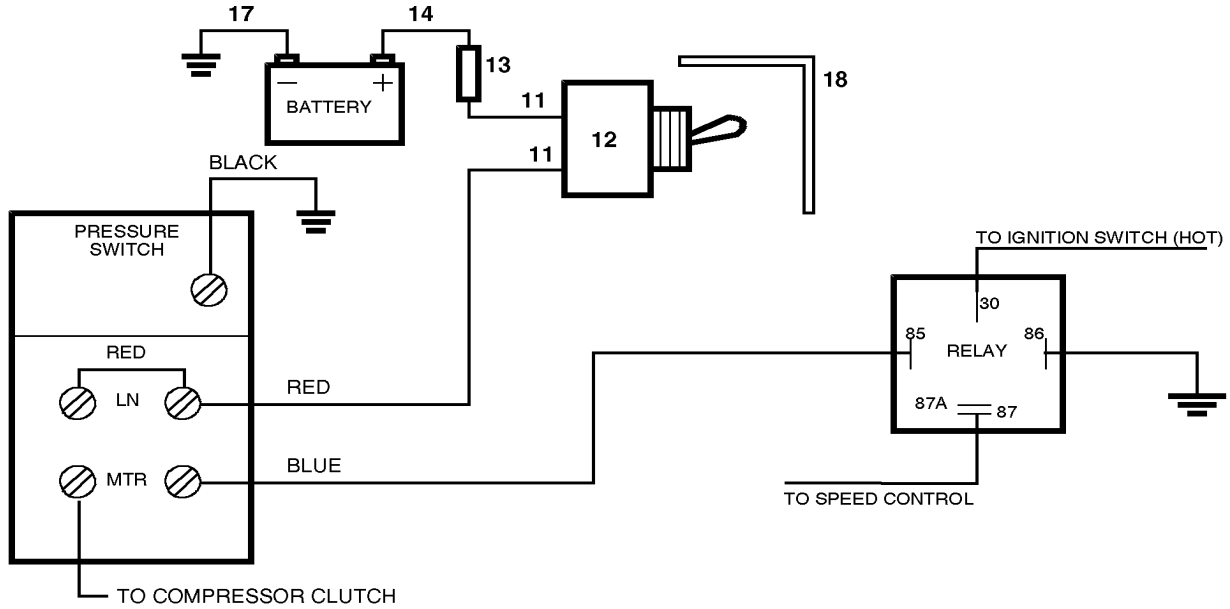 17
14
13
18
11
12
11
—
+
BATTERY
BLACK
PRESSURE
SWITCH
TO IGNITION SWITCH (HOT)
30
85
86
RELAY
RED
LN
RED
87A
87
MTR
BLUE
TO SPEED CONTROL
TO COMPRESSOR CLUTCH